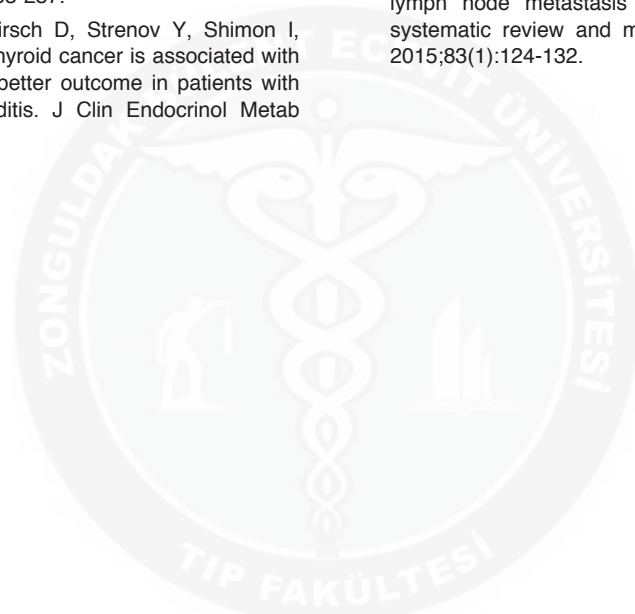 irsch D, Strenov Y, Shimon I,
hyroid cancer is associated with
better outcome in patients with
ditis. J Clin Endocrinol Metab
lymph node metastasis
systematic review and m
2015;83(1):124-132.
ZONGULDAK BÜLENT ECEVİT ÜNİVERSİTESİ
TIP FAKÜLTESİ